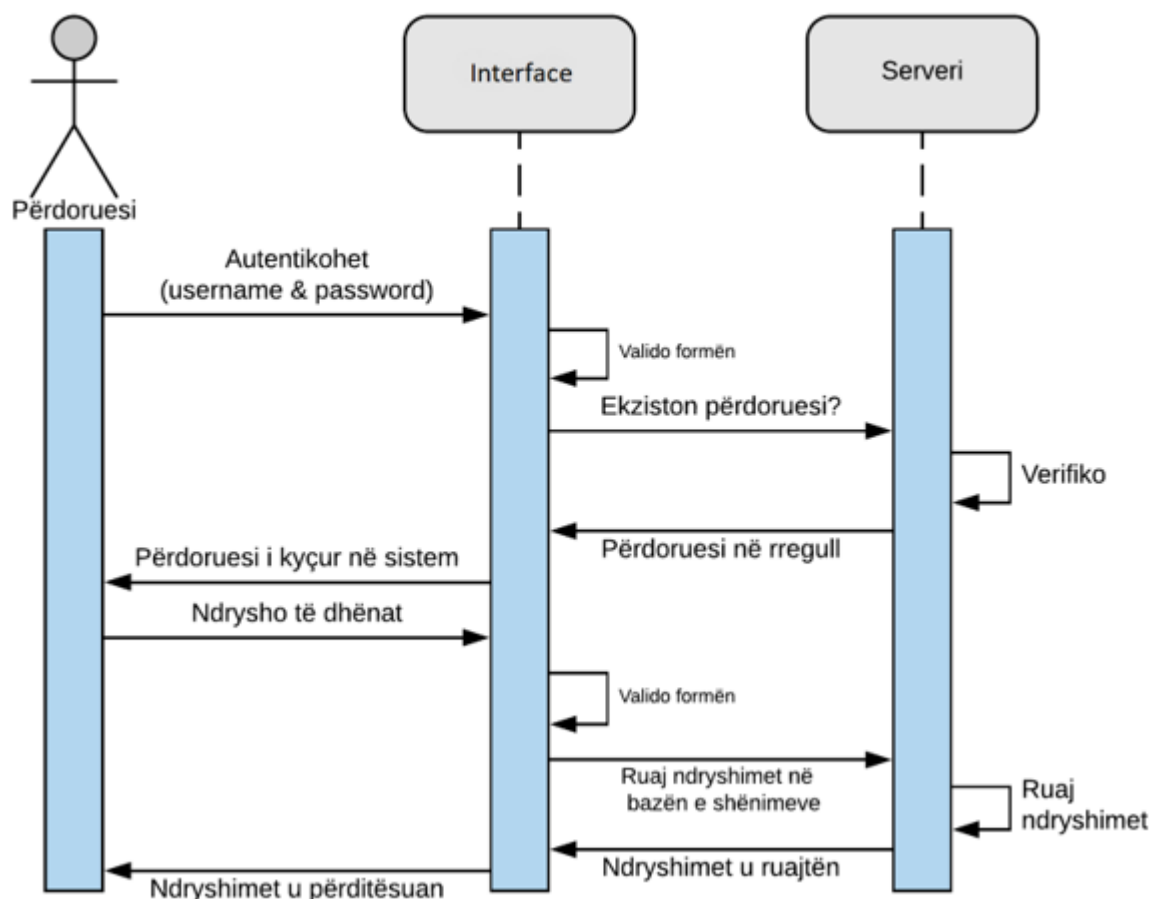 Interface
Serveri
Përdoruesi
Autentikohet
(username & password)
Valido formën
Ekziston përdoruesi?
Verifiko
Përdoruesi në rregull
Përdoruesi i kyçur në sistem
Ndrysho të dhënat
Valido formën
Ruaj ndryshimet në
bazën e shënimeve
Ruaj
ndryshimet
Ndryshimet u ruajtën
Ndryshimet u përditësuan